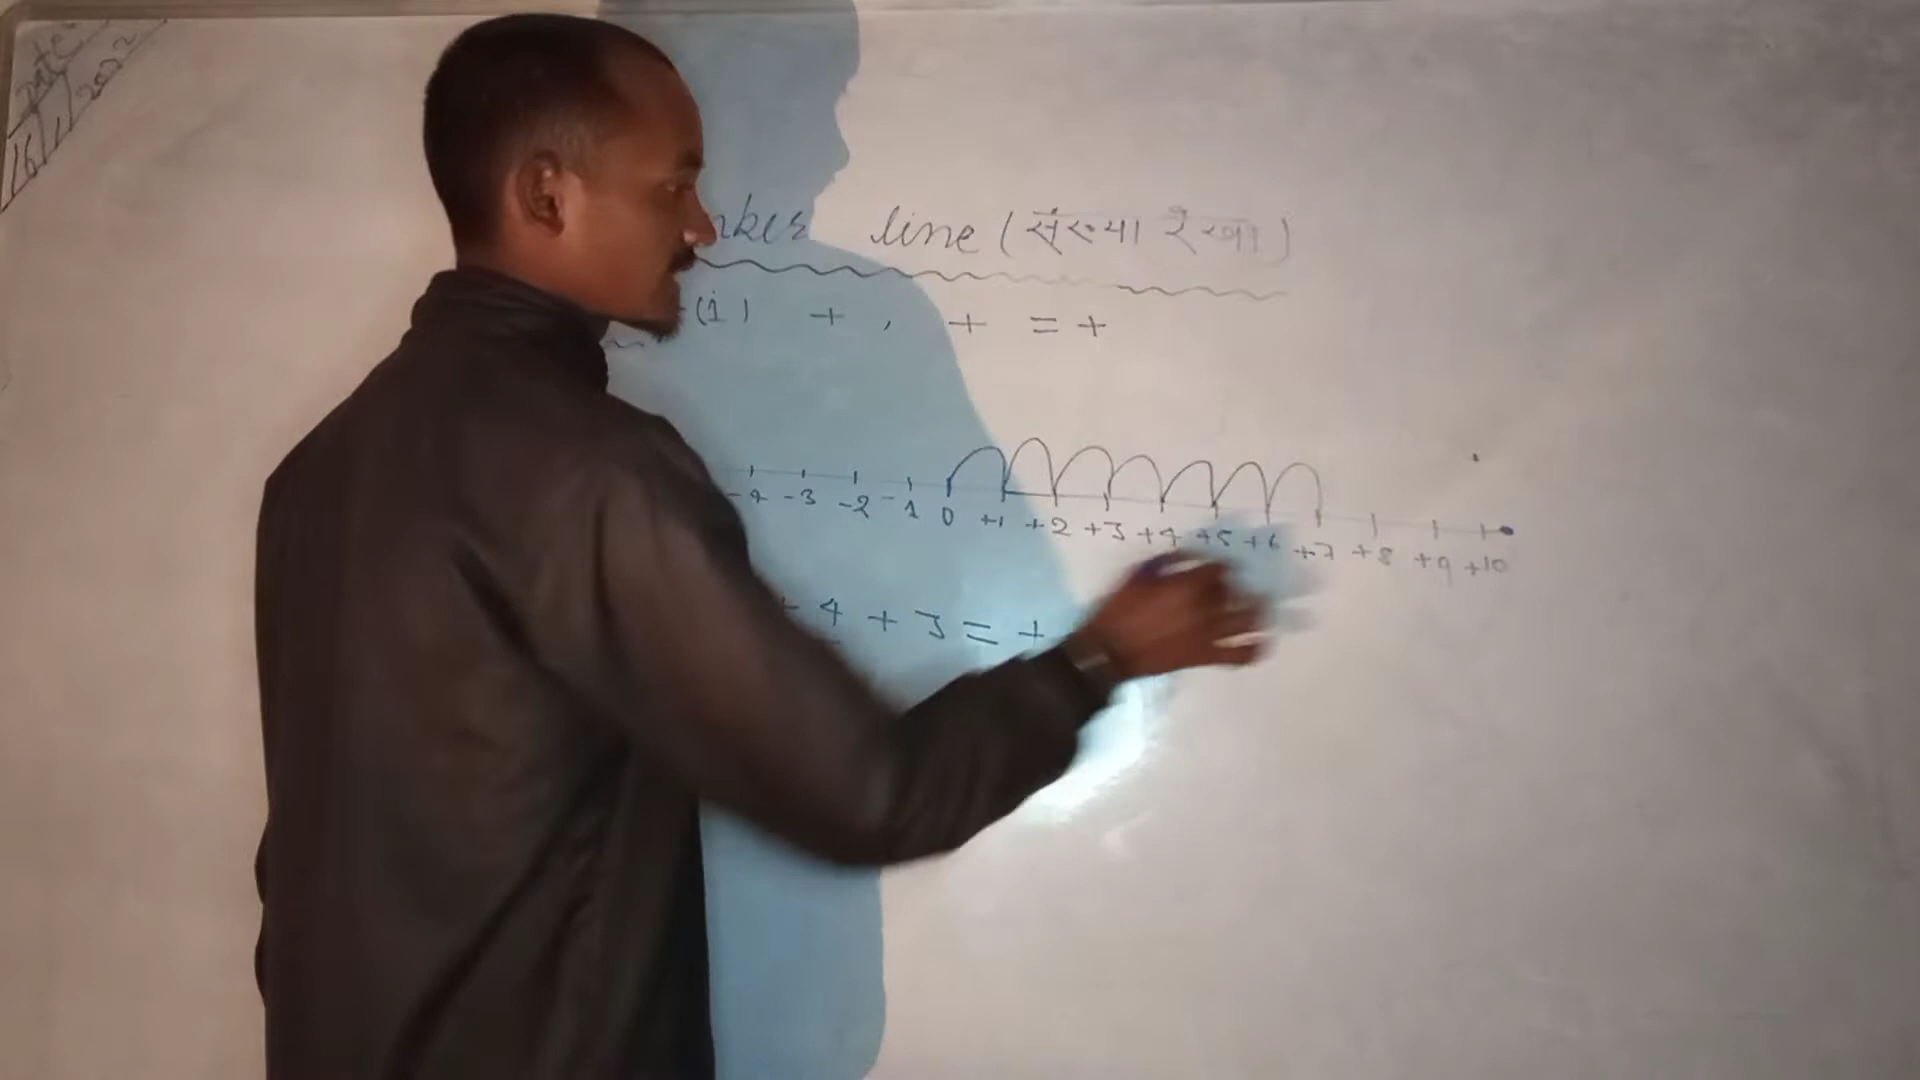 Date
16/1/2022
line (संख्या रेखा)
(i) + , + = +
-4 -3 -2 -1 0 +1 +2 +3 +4 +5 +6 +7 +8 +9 +10
+ 4 + 3 = +